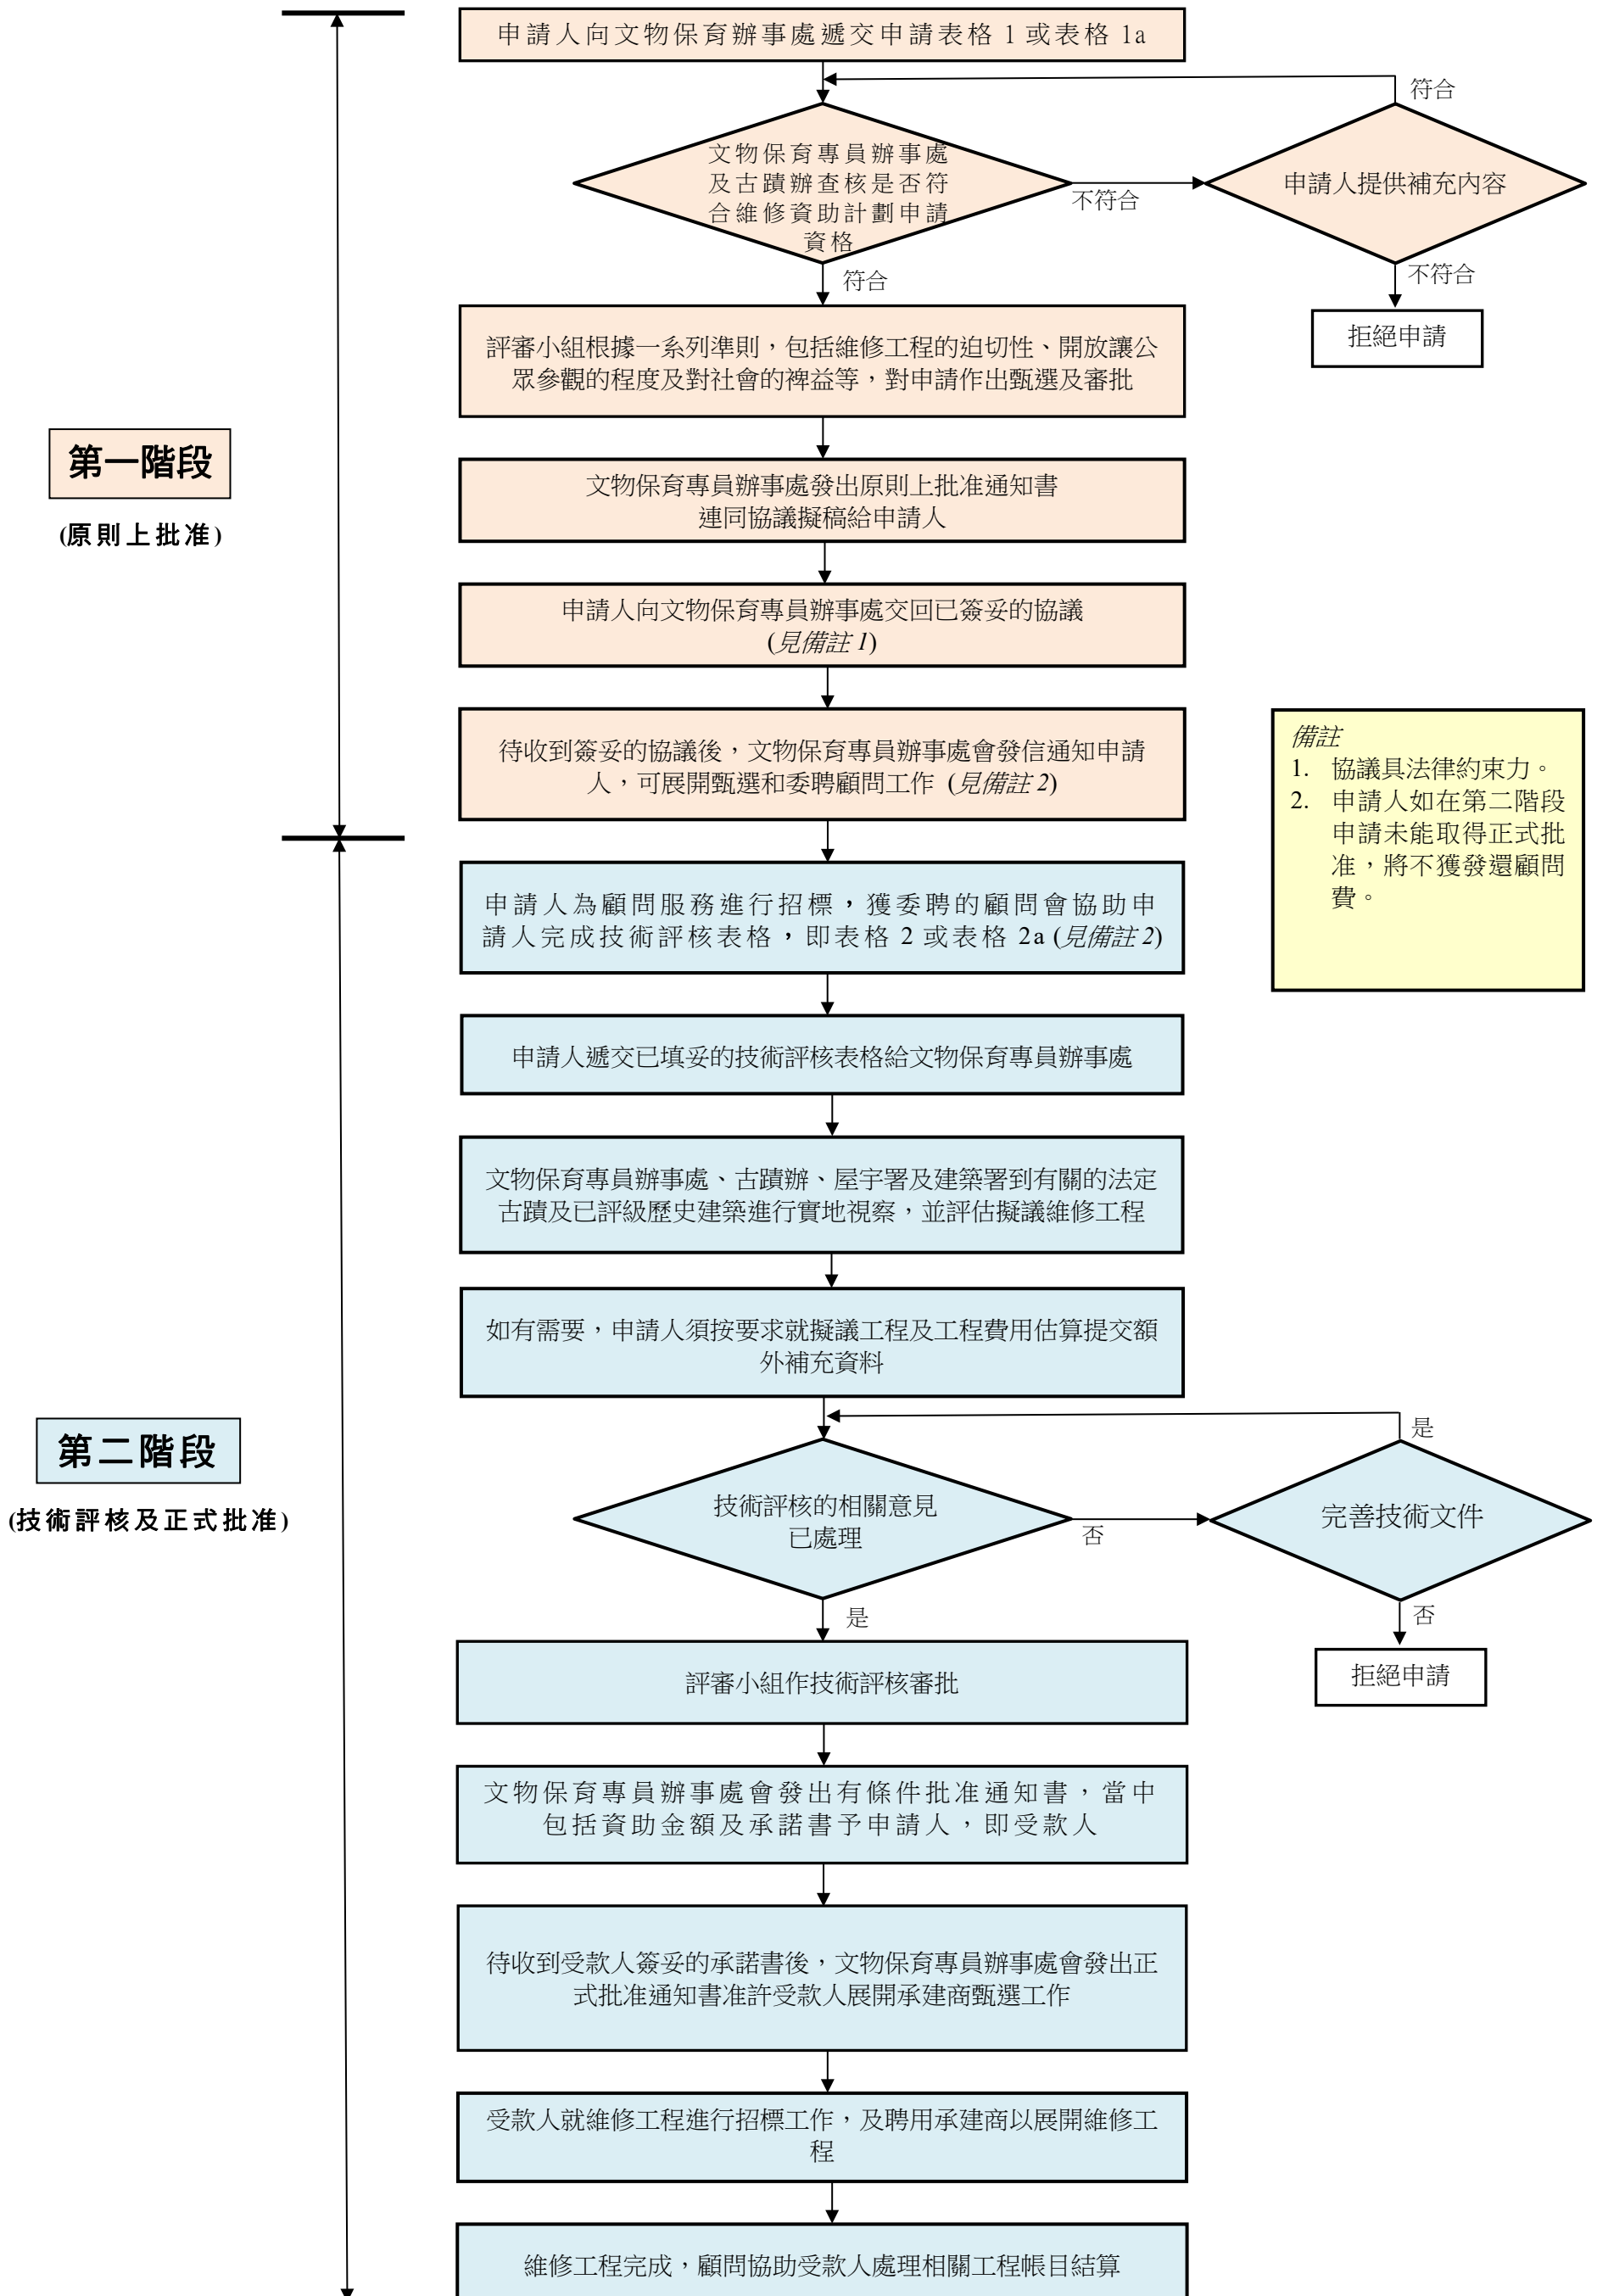 申請人向文物保育辦事處遞交申請表格 1 或表格 1a
符合
文物保育專員辦事處
及古蹟辦查核是否符
合維修資助計劃申請
資格
不符合
申請人提供補充內容
符合
不符合
拒絕申請
評審小組根據一系列準則，包括維修工程的迫切性、開放讓公
眾參觀的程度及對社會的裨益等，對申請作出甄選及審批
第一階段
(原則上批准)
文物保育專員辦事處發出原則上批准通知書
連同協議擬稿給申請人
申請人向文物保育專員辦事處交回已簽妥的協議
(見備註 1)
待收到簽妥的協議後，文物保育專員辦事處會發信通知申請
人，可展開甄選和委聘顧問工作 (見備註 2)
備註
1. 協議具法律約束力。
2. 申請人如在第二階段
申請未能取得正式批
准，將不獲發還顧問
費。
申請人為顧問服務進行招標，獲委聘的顧問會協助申
請人完成技術評核表格，即表格 2 或表格 2a (見備註 2)
申請人遞交已填妥的技術評核表格給文物保育專員辦事處
文物保育專員辦事處、古蹟辦、屋宇署及建築署到有關的法定
古蹟及已評級歷史建築進行實地視察，並評估擬議維修工程
如有需要，申請人須按要求就擬議工程及工程費用估算提交額
外補充資料
第二階段
(技術評核及正式批准)
是
技術評核的相關意見
已處理
否
完善技術文件
是
否
拒絕申請
評審小組作技術評核審批
文物保育專員辦事處會發出有條件批准通知書，當中
包括資助金額及承諾書予申請人，即受款人
待收到受款人簽妥的承諾書後，文物保育專員辦事處會發出正
式批准通知書准許受款人展開承建商甄選工作
受款人就維修工程進行招標工作，及聘用承建商以展開維修工
程
維修工程完成，顧問協助受款人處理相關工程帳目結算